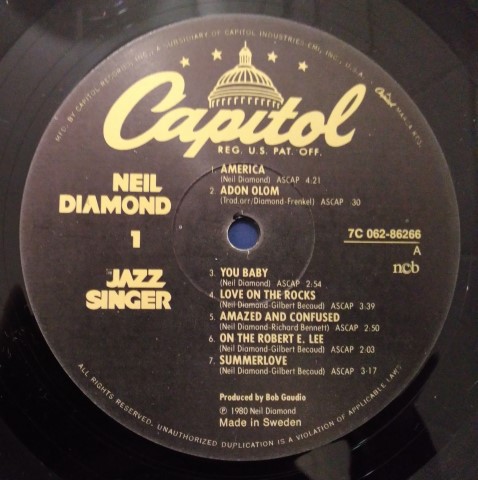 MFD. BY CAPITOL RECORDS, INC., A SUBSIDIARY OF CAPITOL INDUSTRIES-EMI, INC., U.S.A.
Capitol
REG. U.S. PAT. OFF.
NEIL
DIAMOND
1
JAZZ
SINGER
1. AMERICA
(Neil Diamond) ASCAP 4.21
2. ADON OLOM
(Trad.arr/Diamond-Frenkel) ASCAP 30
7C 062-86266
A
ncb
3. YOU BABY
(Neil Diamond) ASCAP 2:54
4. LOVE ON THE ROCKS
(Neil Diamond-Gilbert Becaud) ASCAP 3:39
5. AMAZED AND CONFUSED
(Neil Diamond-Richard Bennett) ASCAP 2:50
6. ON THE ROBERT E. LEE
(Neil Diamond-Gilbert Becaud) ASCAP 2:03
7. SUMMERLOVE
(Neil Diamond-Gilbert Becaud) ASCAP 3-17
Produced by Bob Gaudio
℗ 1980 Neil Diamond
Made in Sweden
ALL RIGHTS RESERVED. UNAUTHORIZED DUPLICATION IS A VIOLATION OF APPLICABLE LAWS